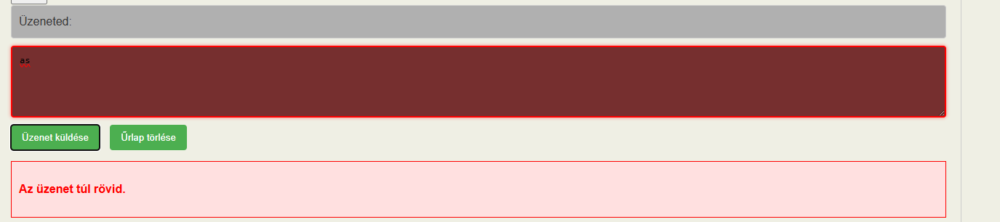 Üzeneted:
as
Üzenet küldése Űrlap törlése
Az üzenet túl rövid.